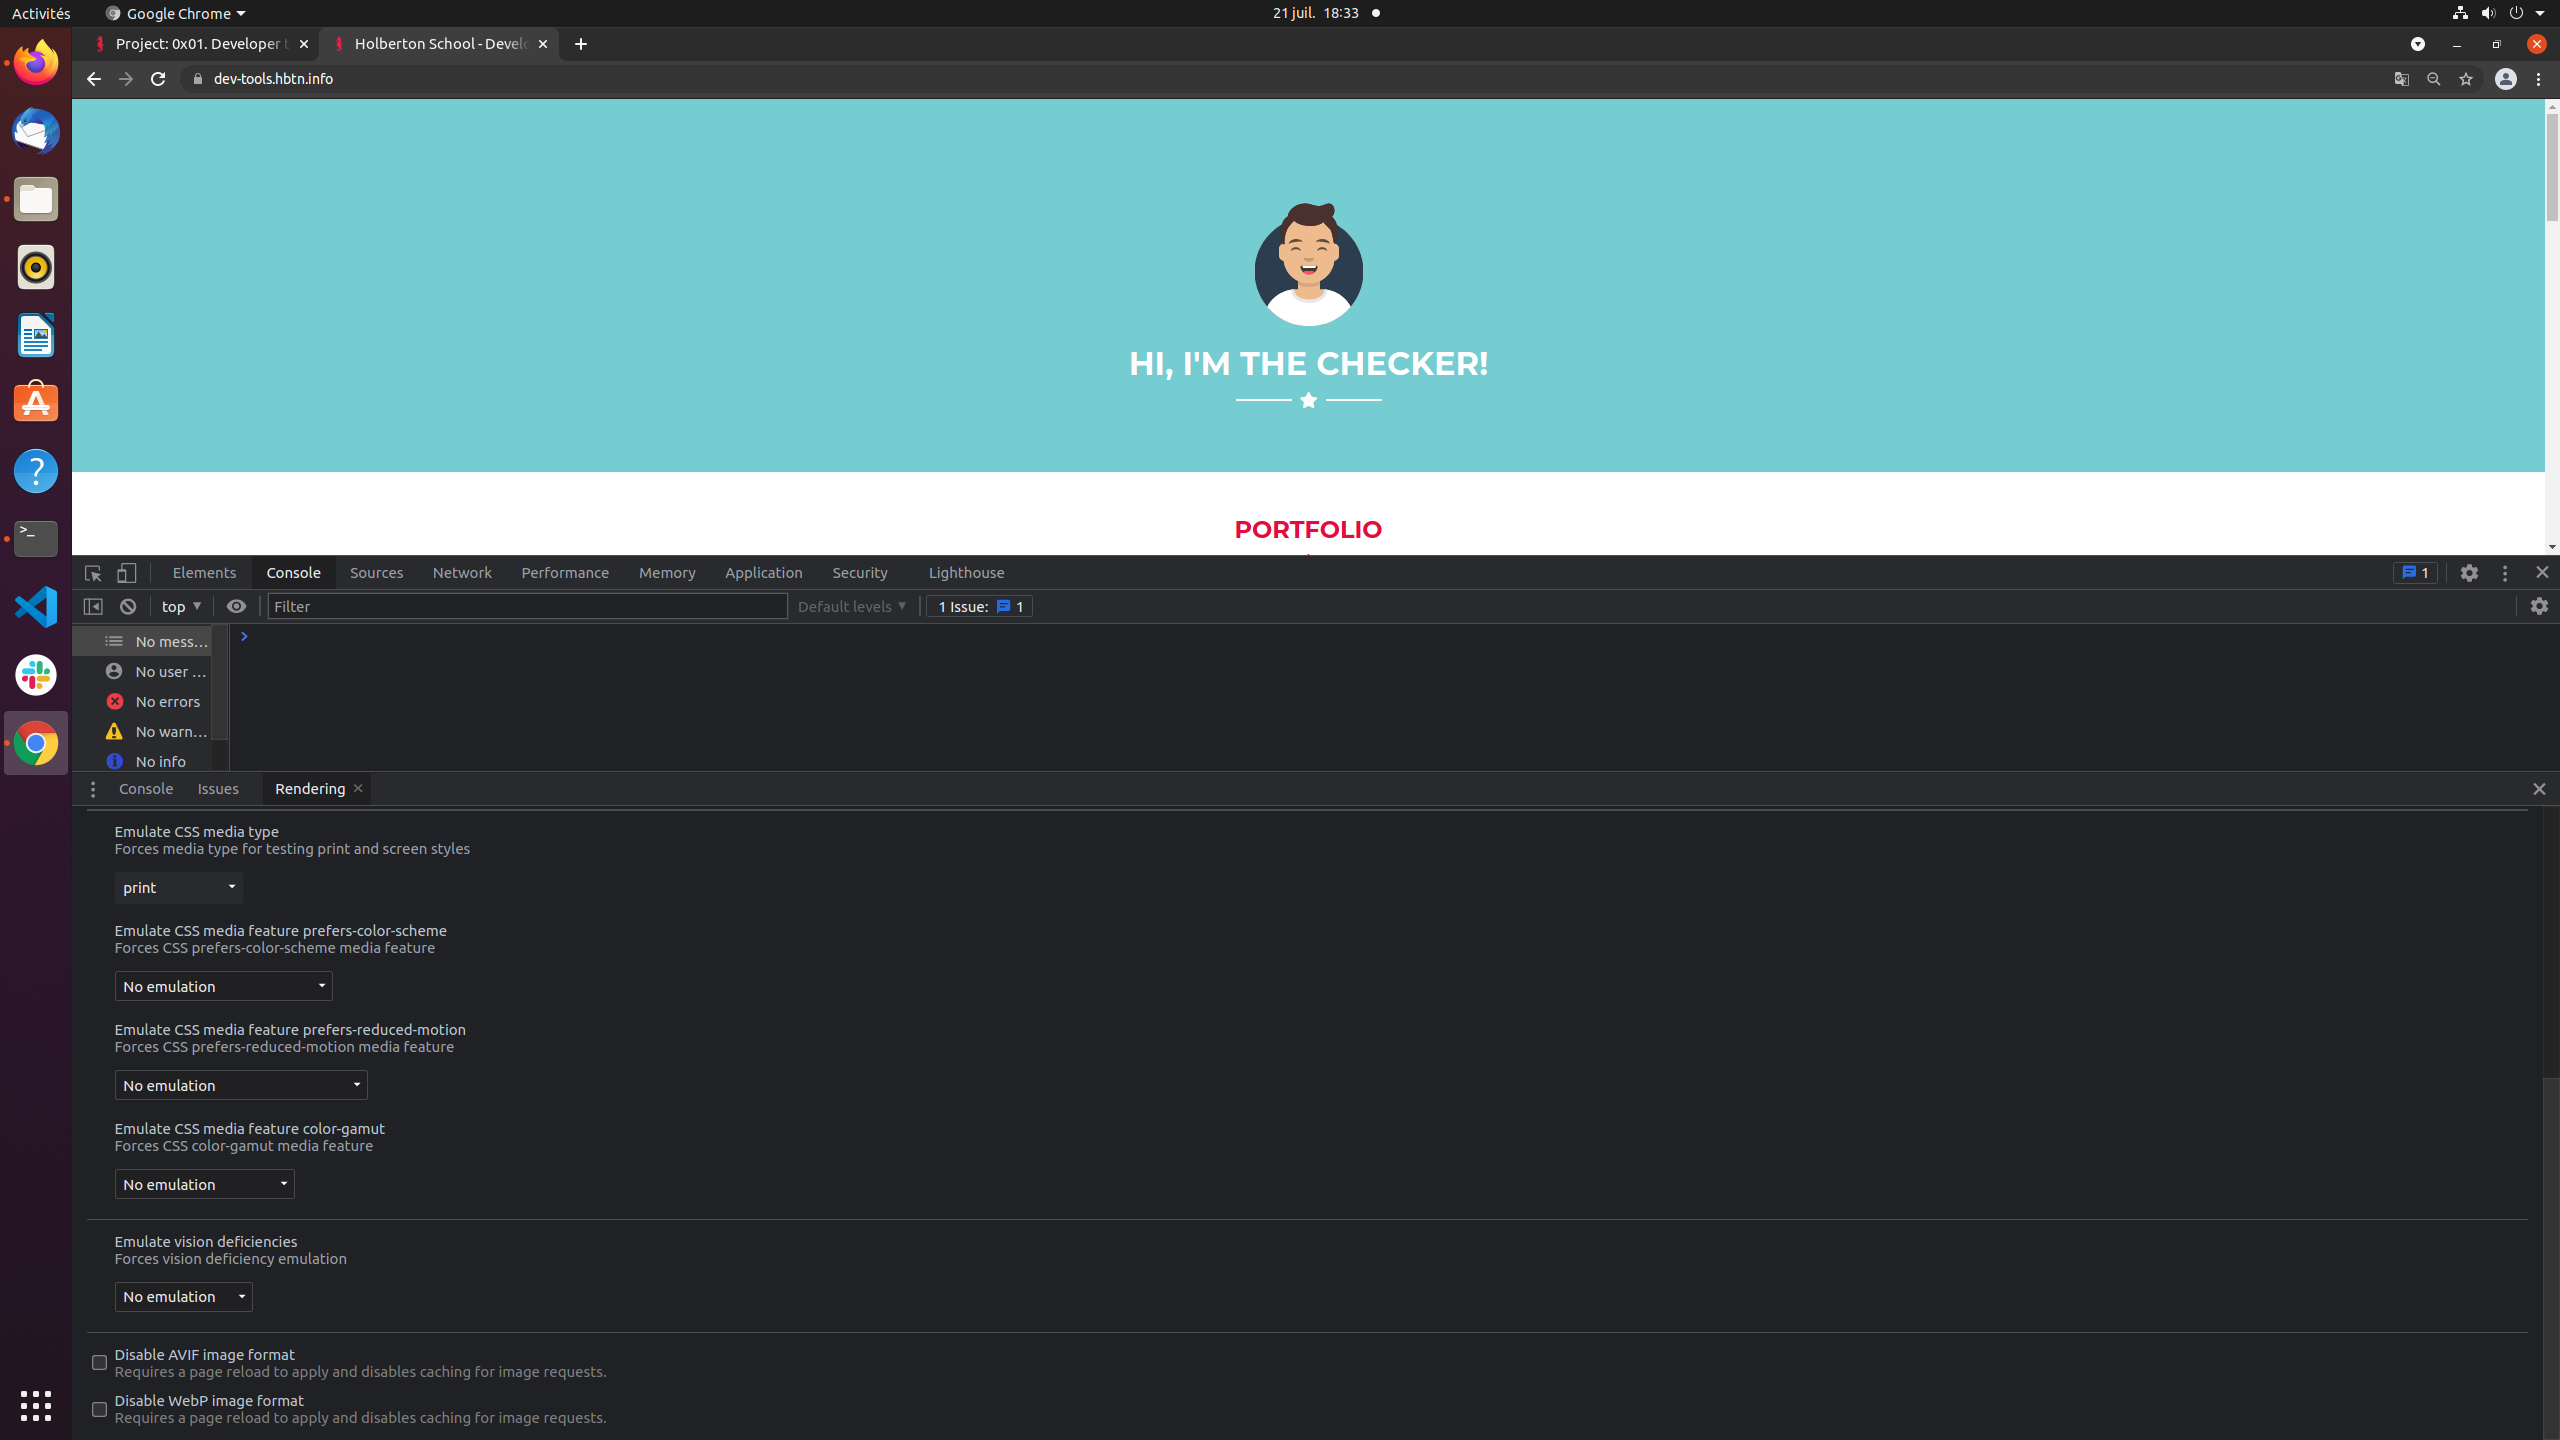 Activités
Google Chrome
21 juil. 18:33
Project: 0x01. Developer t
Holberton School - Develo
dev-tools.hbtn.info
HI, I'M THE CHECKER!
PORTFOLIO
Elements
Console
Sources
Network
Performance
Memory
Application
Security
Lighthouse
1
top
Filter
Default levels
1 Issue: 1
No mess…
No user …
No errors
No warn…
No info
Console
Issues
Rendering
Emulate CSS media type
Forces media type for testing print and screen styles
print
Emulate CSS media feature prefers-color-scheme
Forces CSS prefers-color-scheme media feature
No emulation
Emulate CSS media feature prefers-reduced-motion
Forces CSS prefers-reduced-motion media feature
No emulation
Emulate CSS media feature color-gamut
Forces CSS color-gamut media feature
No emulation
Emulate vision deficiencies
Forces vision deficiency emulation
No emulation
Disable AVIF image format
Requires a page reload to apply and disables caching for image requests.
Disable WebP image format
Requires a page reload to apply and disables caching for image requests.